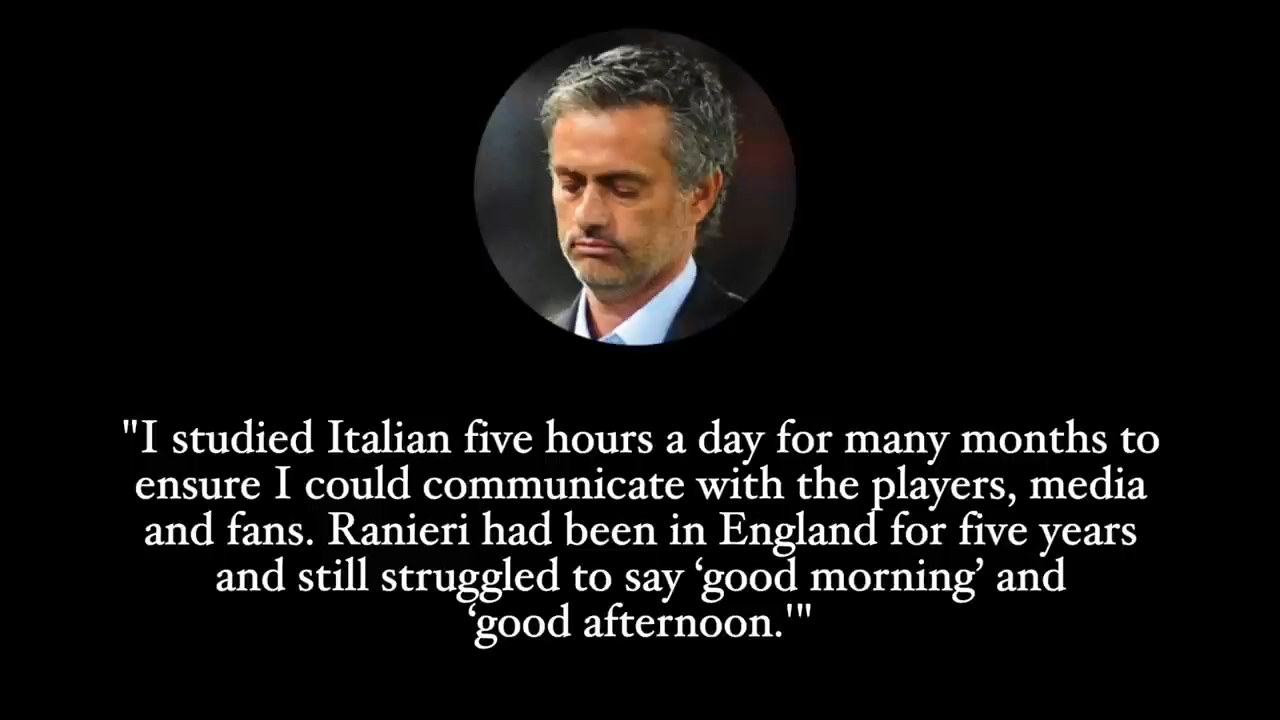 "I studied Italian five hours a day for many months to
ensure I could communicate with the players, media
and fans. Ranieri had been in England for five years
and still struggled to say ‘good morning’ and
‘good afternoon.'"